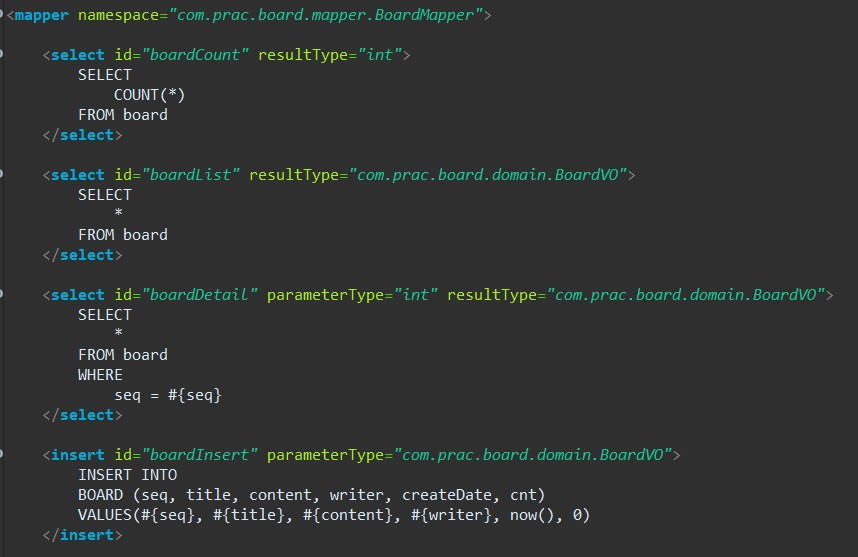 <mapper namespace="com.prac.board.mapper.BoardMapper">
<select id="boardCount" resultType="int">
SELECT
COUNT(*)
FROM board
</select>
<select id="boardList" resultType="com.prac.board.domain.BoardVO">
SELECT
*
FROM board
</select>
<select id="boardDetail" parameterType="int" resultType="com.prac.board.domain.BoardVO">
SELECT
*
FROM board
WHERE
seq = #{seq}
</select>
<insert id="boardInsert" parameterType="com.prac.board.domain.BoardVO">
INSERT INTO
BOARD (seq, title, content, writer, createDate, cnt)
VALUES(#{seq}, #{title}, #{content}, #{writer}, now(), 0)
</insert>